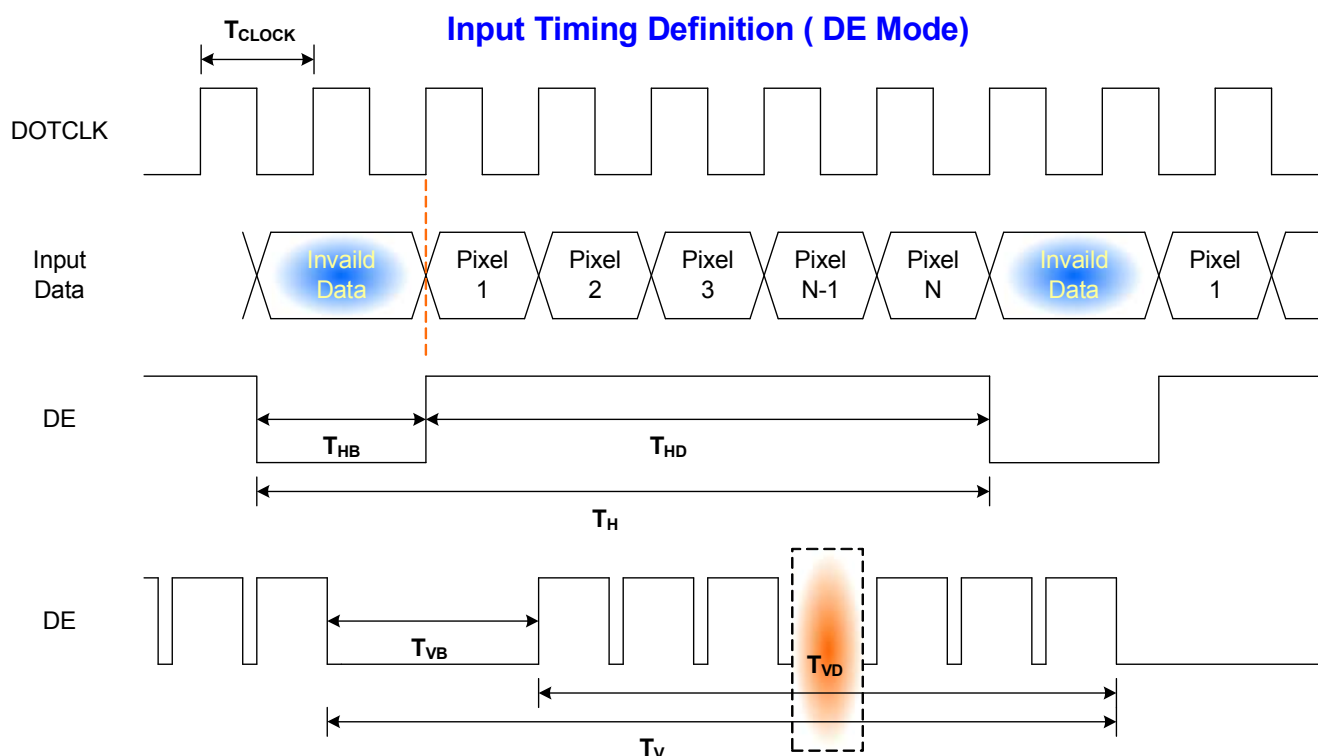 Input Timing Definition ( DE Mode)
TCLOCK
DOTCLK
Input
Data
Invaild
Data
Pixel
1
Pixel
2
Pixel
3
Pixel
N-1
Pixel
N
Invaild
Data
Pixel
1
DE
THB
THD
TH
DE
TVB
TVD
TV